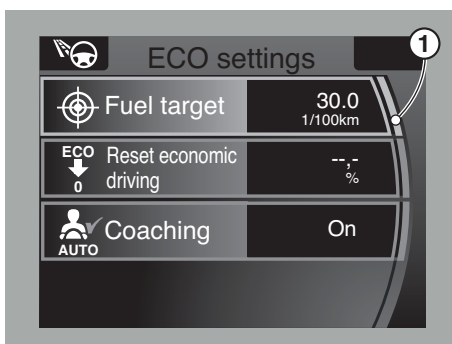 1
ECO settings
Fuel target
30.0
1/100km
ECO
0
Reset economic
driving
--,-
%
AUTO
Coaching
On